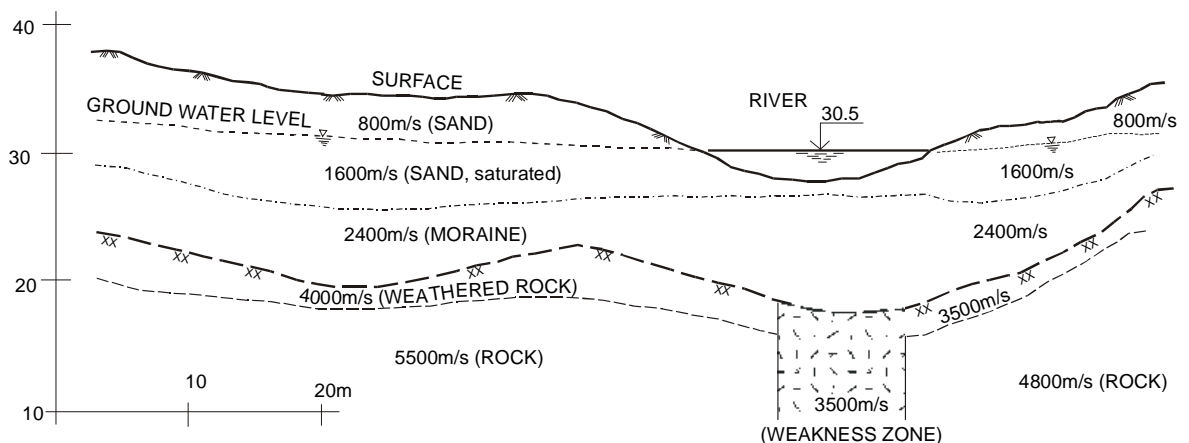 40
SURFACE
RIVER
GROUND WATER LEVEL
800m/s (SAND)
30.5
800m/s
30
1600m/s (SAND, saturated)
1600m/s
2400m/s (MORAINE)
2400m/s
20
4000m/s (WEATHERED ROCK)
3500m/s
5500m/s (ROCK)
10
20m
4800m/s (ROCK)
10
3500m/s
(WEAKNESS ZONE)